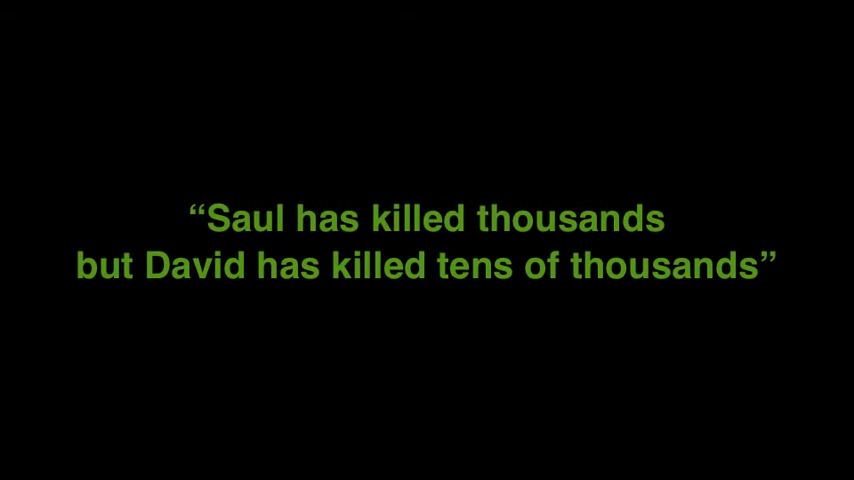 “Saul has killed thousands
but David has killed tens of thousands”